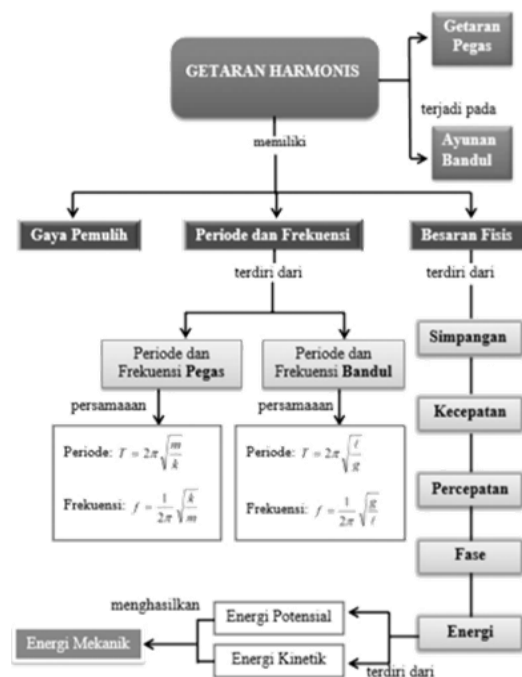 Getaran
Pegas
GETARAN HARMONIS
terjadi pada
Ayunan
Bandul
memiliki
Gaya Pemulih
Periode dan Frekuensi
Besaran Fisis
terdiri dari
terdiri dari
Periode dan
Frekuensi Pegas
Periode dan
Frekuensi Bandul
Simpangan
persamaaan
persamaaan
Kecepatan
Periode: T = 2π√(m/k)
Frekuensi: f = 1/2π √(k/m)
Periode: T = 2π√(ℓ/g)
Frekuensi: f = 1/2π √(g/ℓ)
Percepatan
Fase
menghasilkan
Energi Potensial
Energi
Energi Mekanik
Energi Kinetik
terdiri dari